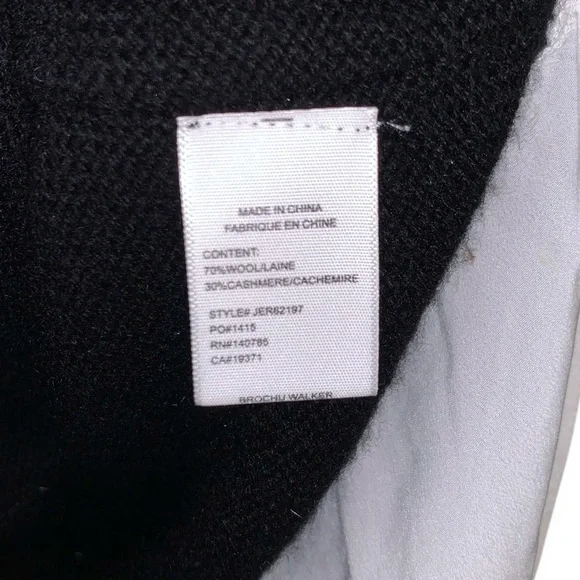 MADE IN CHINA
FABRIQUE EN CHINE
CONTENT:
70%WOOL/LAINE
30%CASHMERE/CACHEMIRE
STYLE# JER62197
PO#1415
RN#140785
CA#19371
BROCHU WALKER